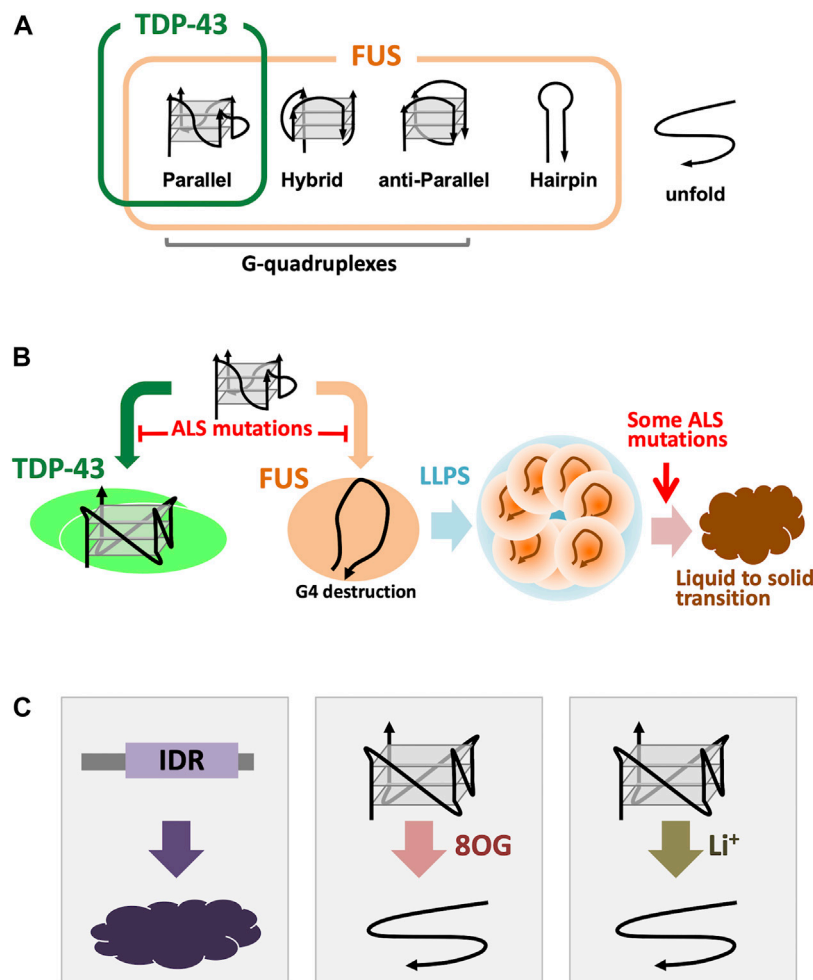 A
TDP-43
FUS
Parallel
Hybrid
anti-Parallel
Hairpin
unfold
G-quadruplexes
B
ALS mutations
TDP-43
FUS
G4 destruction
LLPS
Some ALS
mutations
Liquid to solid
transition
C
IDR
8OG
Li⁺